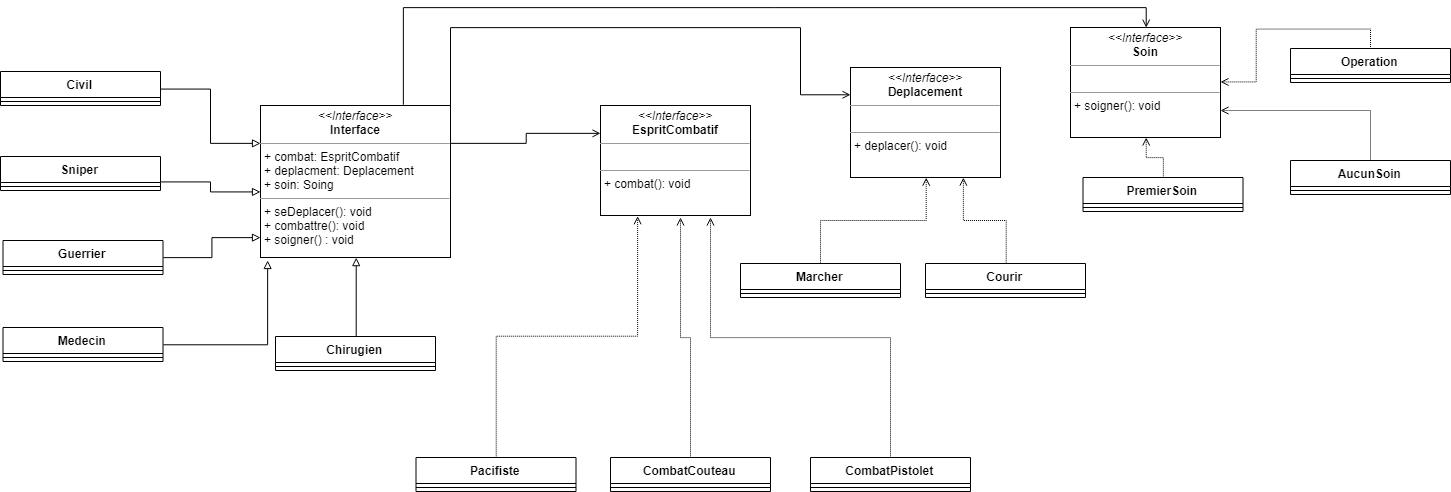 Civil
Sniper
Guerrier
Medecin
Chirugien
<<Interface>>
Interface
+ combat: EspritCombatif
+ deplacment: Deplacement
+ soin: Soing
+ seDeplacer(): void
+ combattre(): void
+ soigner() : void
<<Interface>>
EspritCombatif
+ combat(): void
Pacifiste
CombatCouteau
CombatPistolet
<<Interface>>
Deplacement
+ deplacer(): void
Marcher
Courir
<<Interface>>
Soin
+ soigner(): void
Operation
AucunSoin
PremierSoin